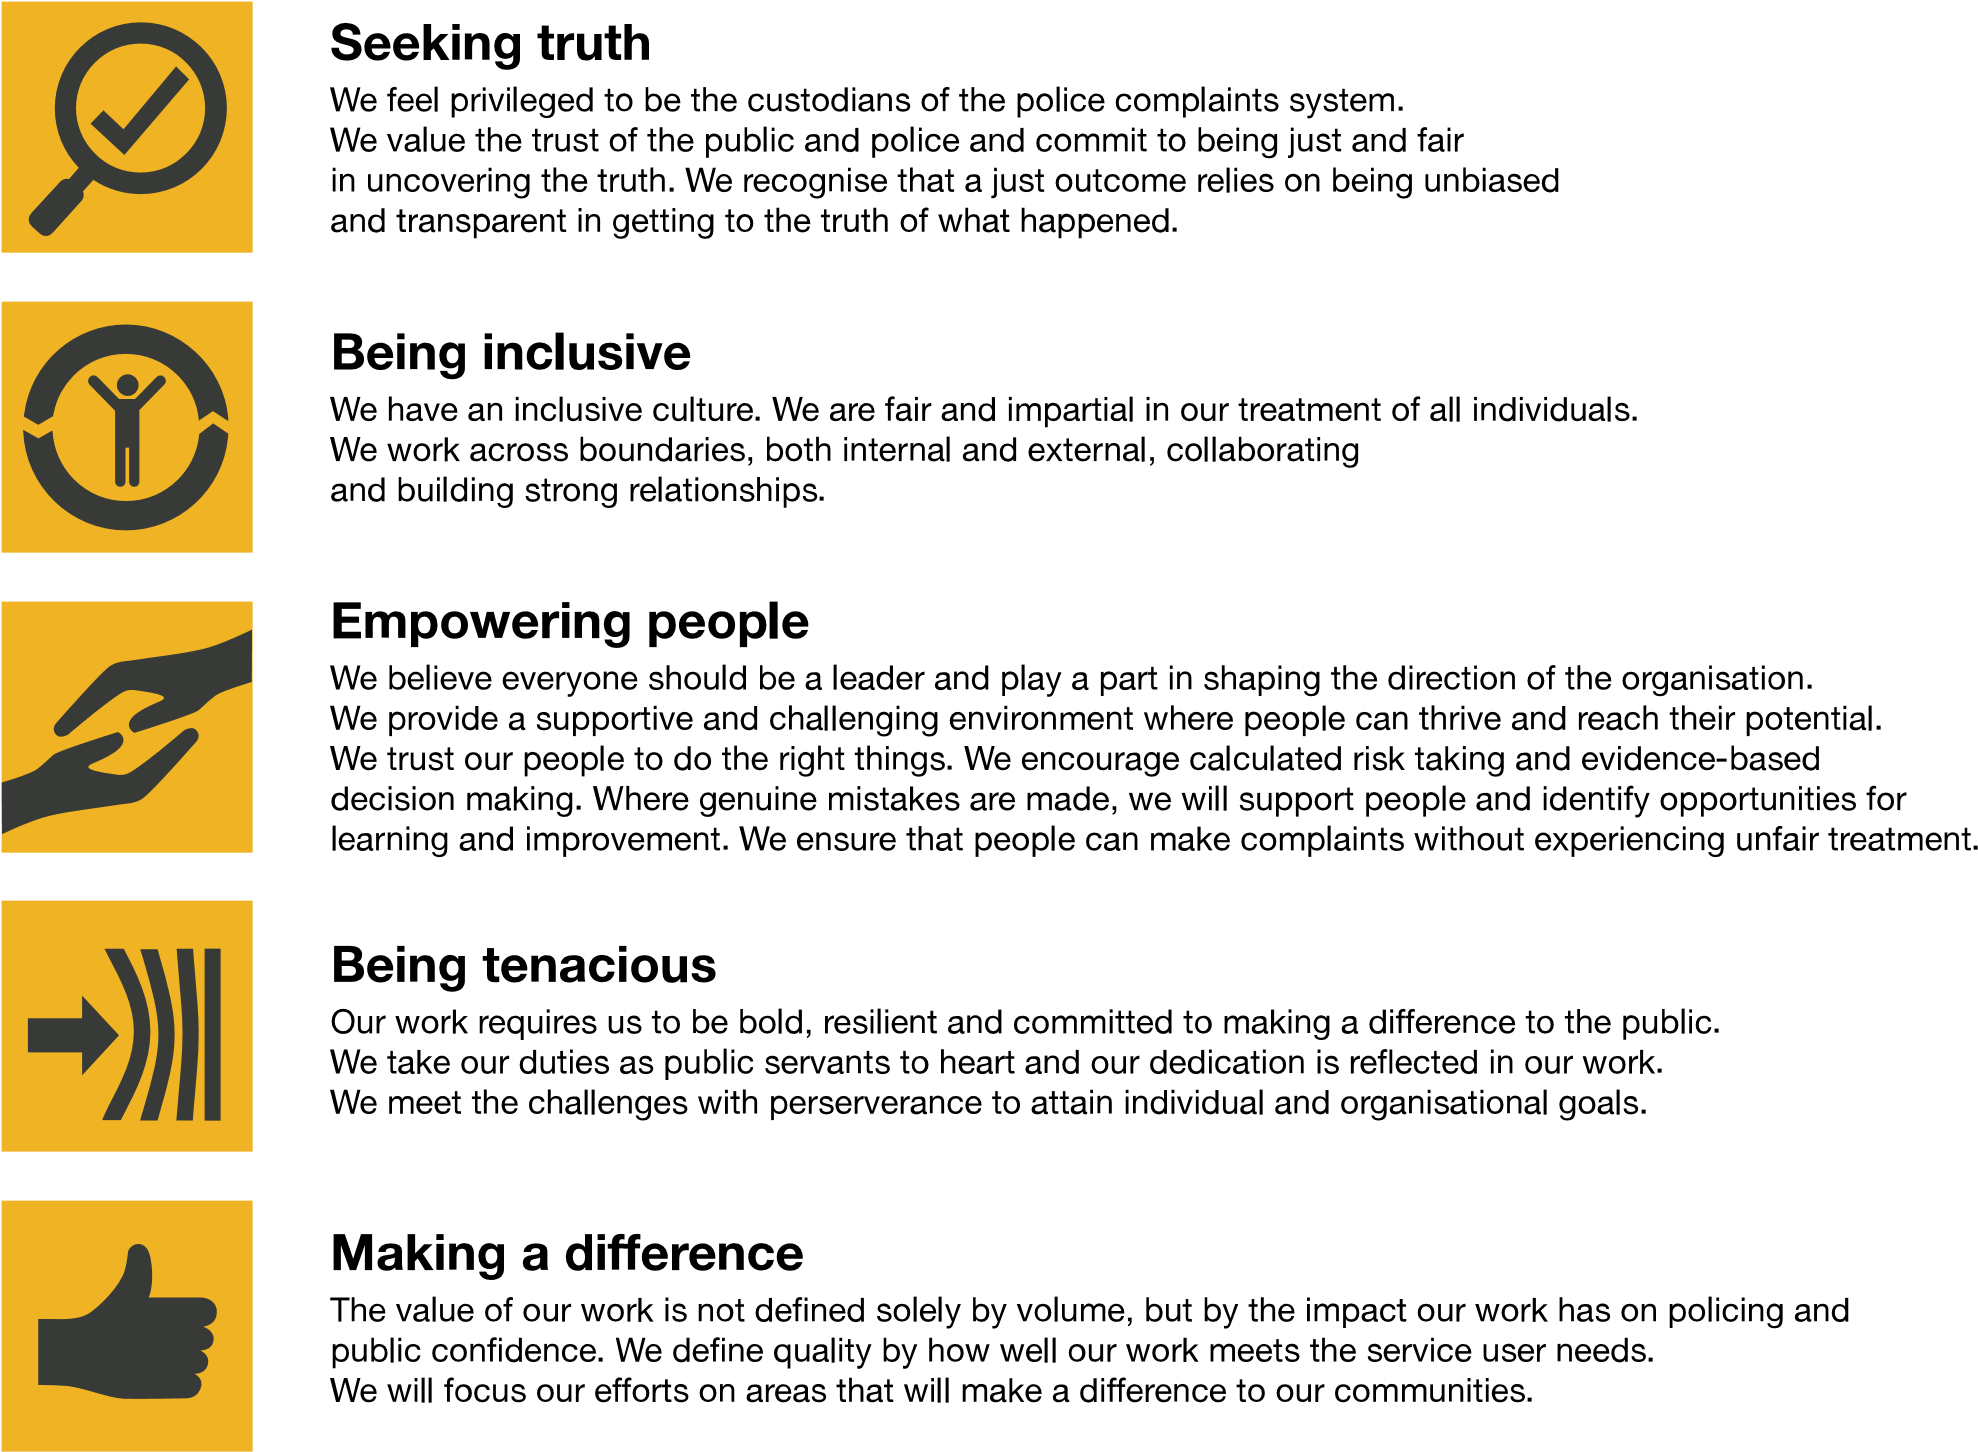 Seeking truth
We feel privileged to be the custodians of the police complaints system.
We value the trust of the public and police and commit to being just and fair
in uncovering the truth. We recognise that a just outcome relies on being unbiased
and transparent in getting to the truth of what happened.
Being inclusive
We have an inclusive culture. We are fair and impartial in our treatment of all individuals.
We work across boundaries, both internal and external, collaborating
and building strong relationships.
Empowering people
We believe everyone should be a leader and play a part in shaping the direction of the organisation.
We provide a supportive and challenging environment where people can thrive and reach their potential.
We trust our people to do the right things. We encourage calculated risk taking and evidence-based
decision making. Where genuine mistakes are made, we will support people and identify opportunities for
learning and improvement. We ensure that people can make complaints without experiencing unfair treatment.
Being tenacious
Our work requires us to be bold, resilient and committed to making a difference to the public.
We take our duties as public servants to heart and our dedication is reflected in our work.
We meet the challenges with perserverance to attain individual and organisational goals.
Making a difference
The value of our work is not defined solely by volume, but by the impact our work has on policing and
public confidence. We define quality by how well our work meets the service user needs.
We will focus our efforts on areas that will make a difference to our communities.